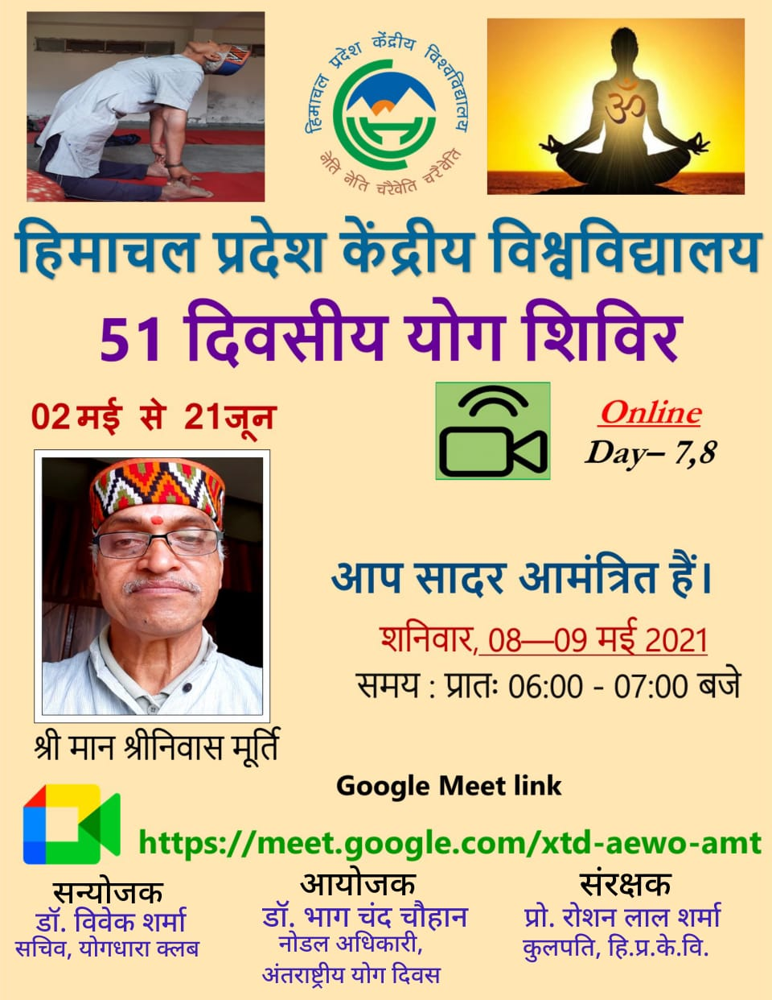 हिमाचल प्रदेश केंद्रीय विश्वविद्यालय
नैति नेति चरैवेति चरैवेति
ॐ
हिमाचल प्रदेश केंद्रीय विश्वविद्यालय
51 दिवसीय योग शिविर
02 मई से 21जून
Online
Day– 7,8
आप सादर आमंत्रित हैं।
शनिवार, 08—09 मई 2021
समय : प्रातः 06:00 - 07:00 बजे
श्री मान श्रीनिवास मूर्ति
Google Meet link
https://meet.google.com/xtd-aewo-amt
सन्योजक
डॉ. विवेक शर्मा
सचिव, योगधारा क्लब
आयोजक
डॉ. भाग चंद चौहान
नोडल अधिकारी,
अंतराष्ट्रीय योग दिवस
संरक्षक
प्रो. रोशन लाल शर्मा
कुलपति, हि.प्र.के.वि.